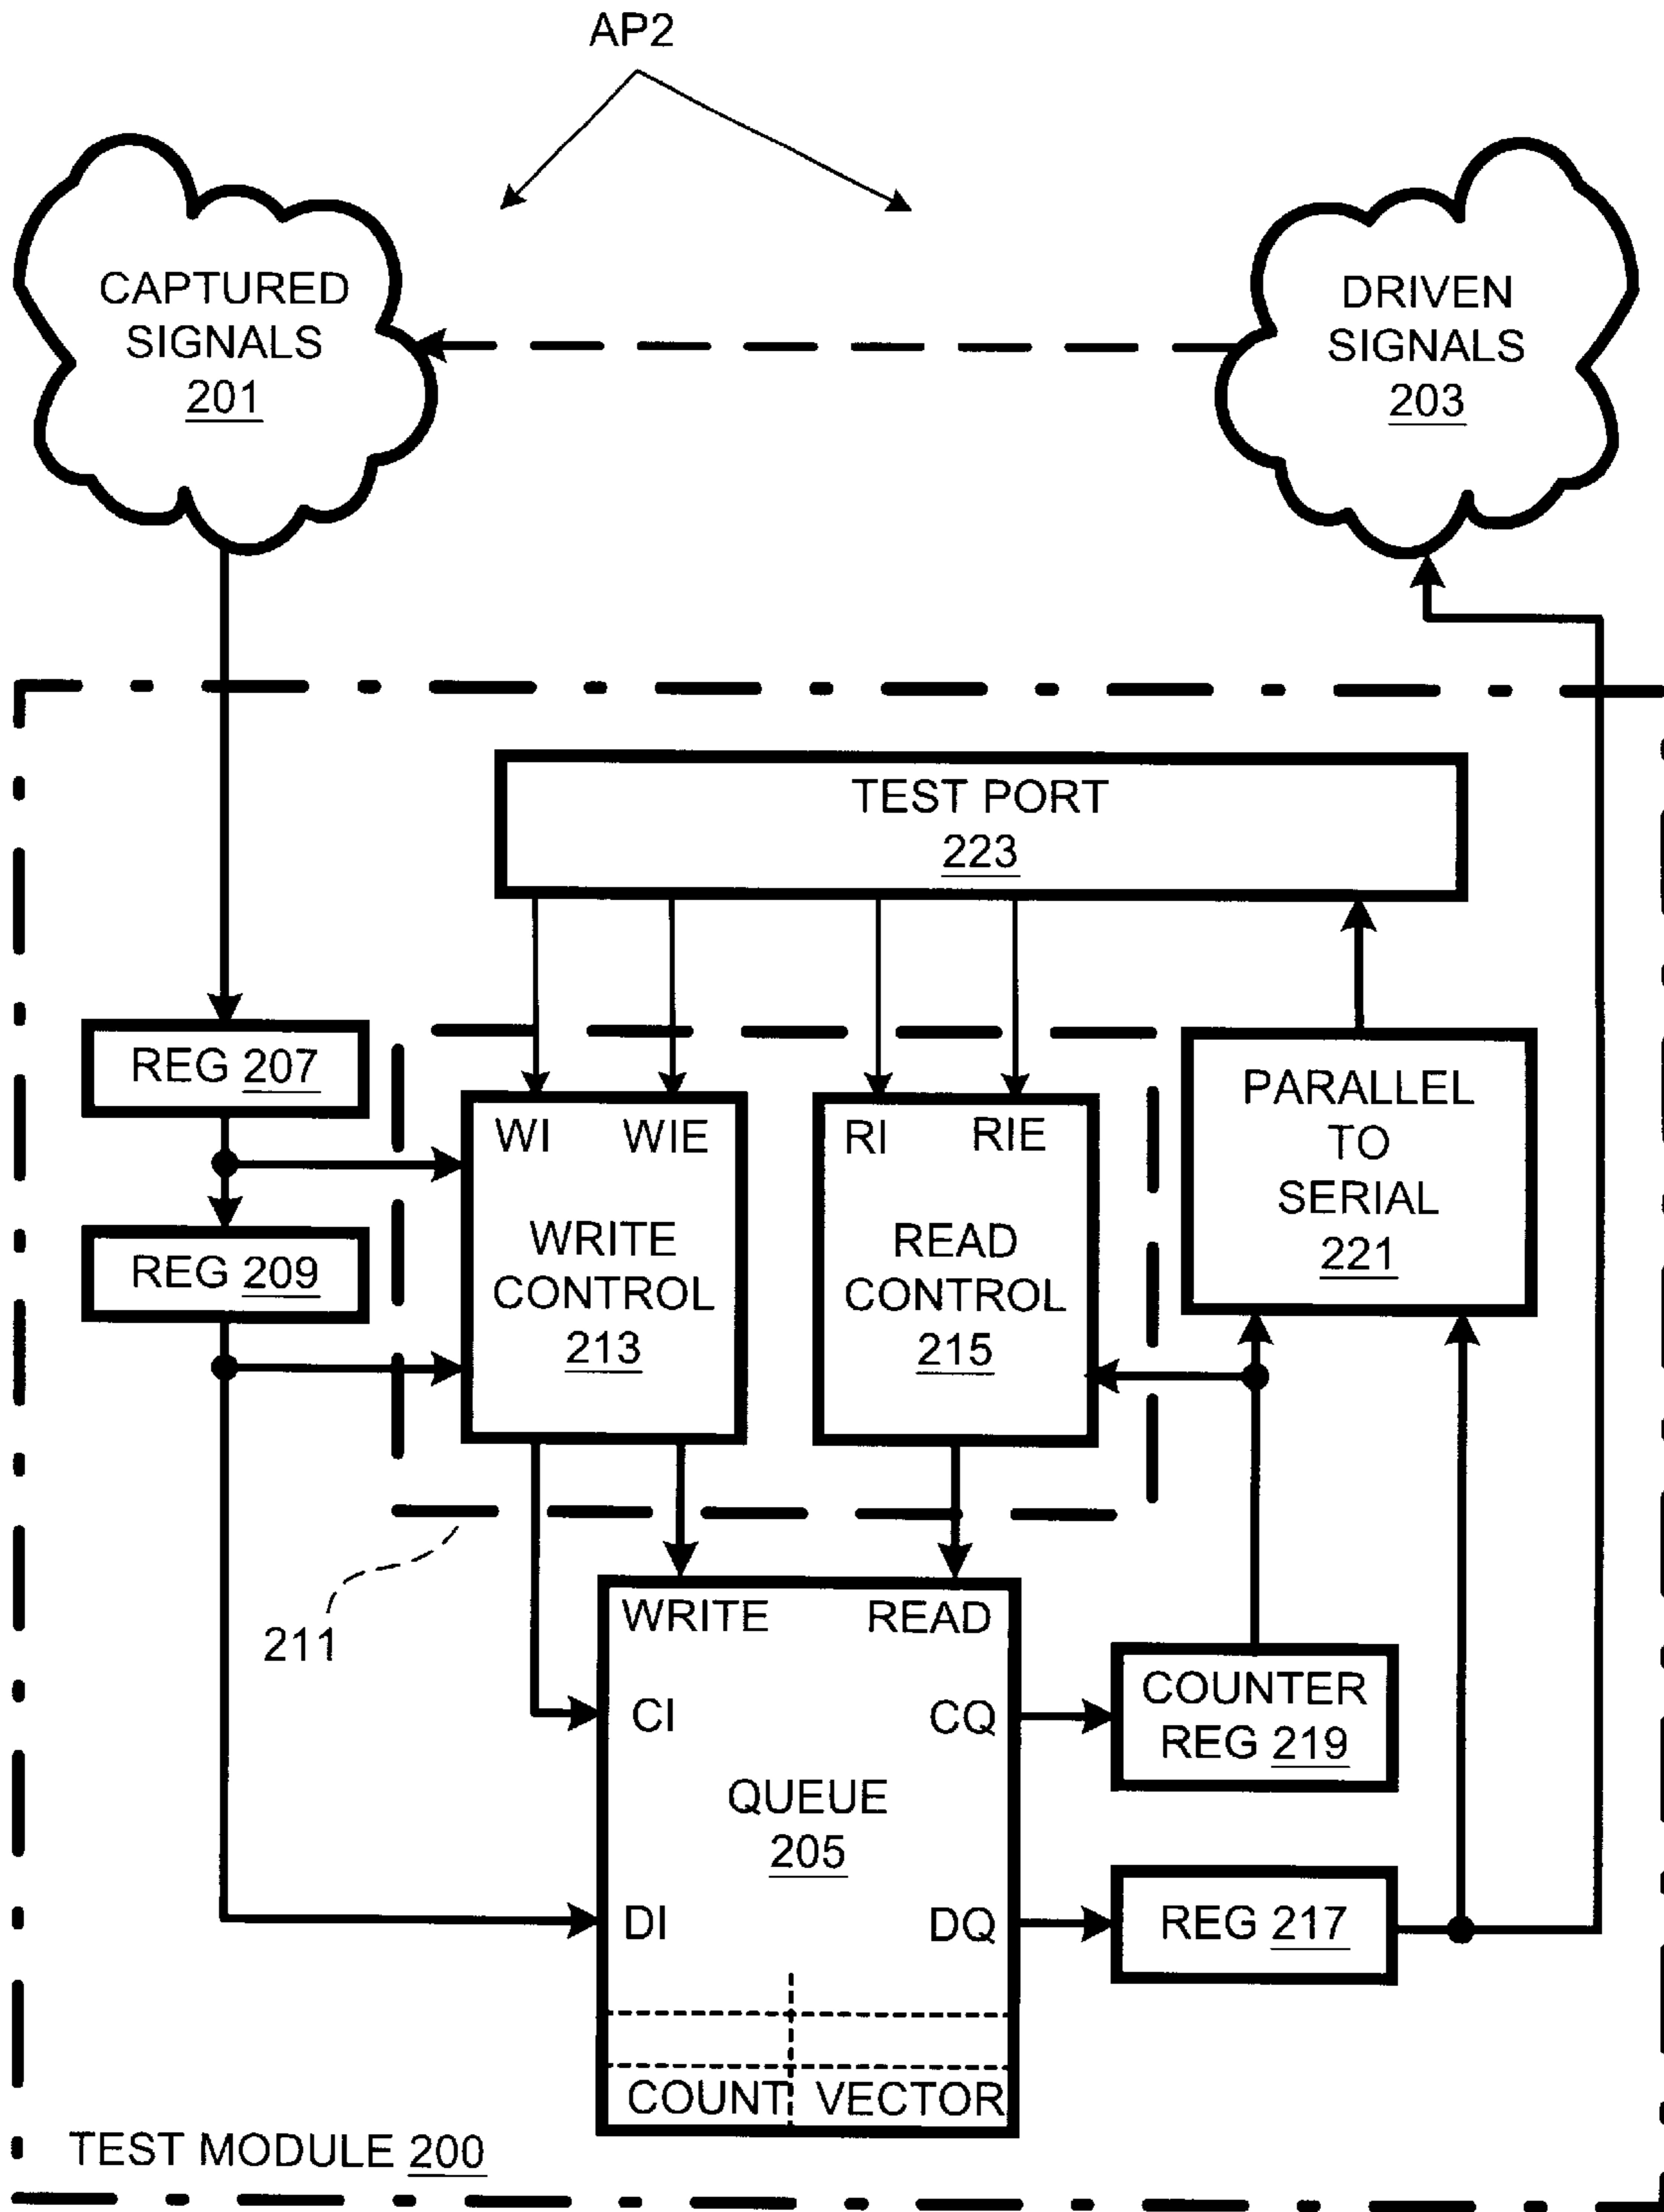 AP2
CAPTURED
SIGNALS
201
DRIVEN
SIGNALS
203
TEST PORT
223
REG 207
REG 209
WI WIE
WRITE
CONTROL
213
RI RIE
READ
CONTROL
215
PARALLEL
TO
SERIAL
221
211
WRITE READ
CI CQ
QUEUE
205
DI DQ
COUNT VECTOR
COUNTER
REG 219
REG 217
TEST MODULE 200